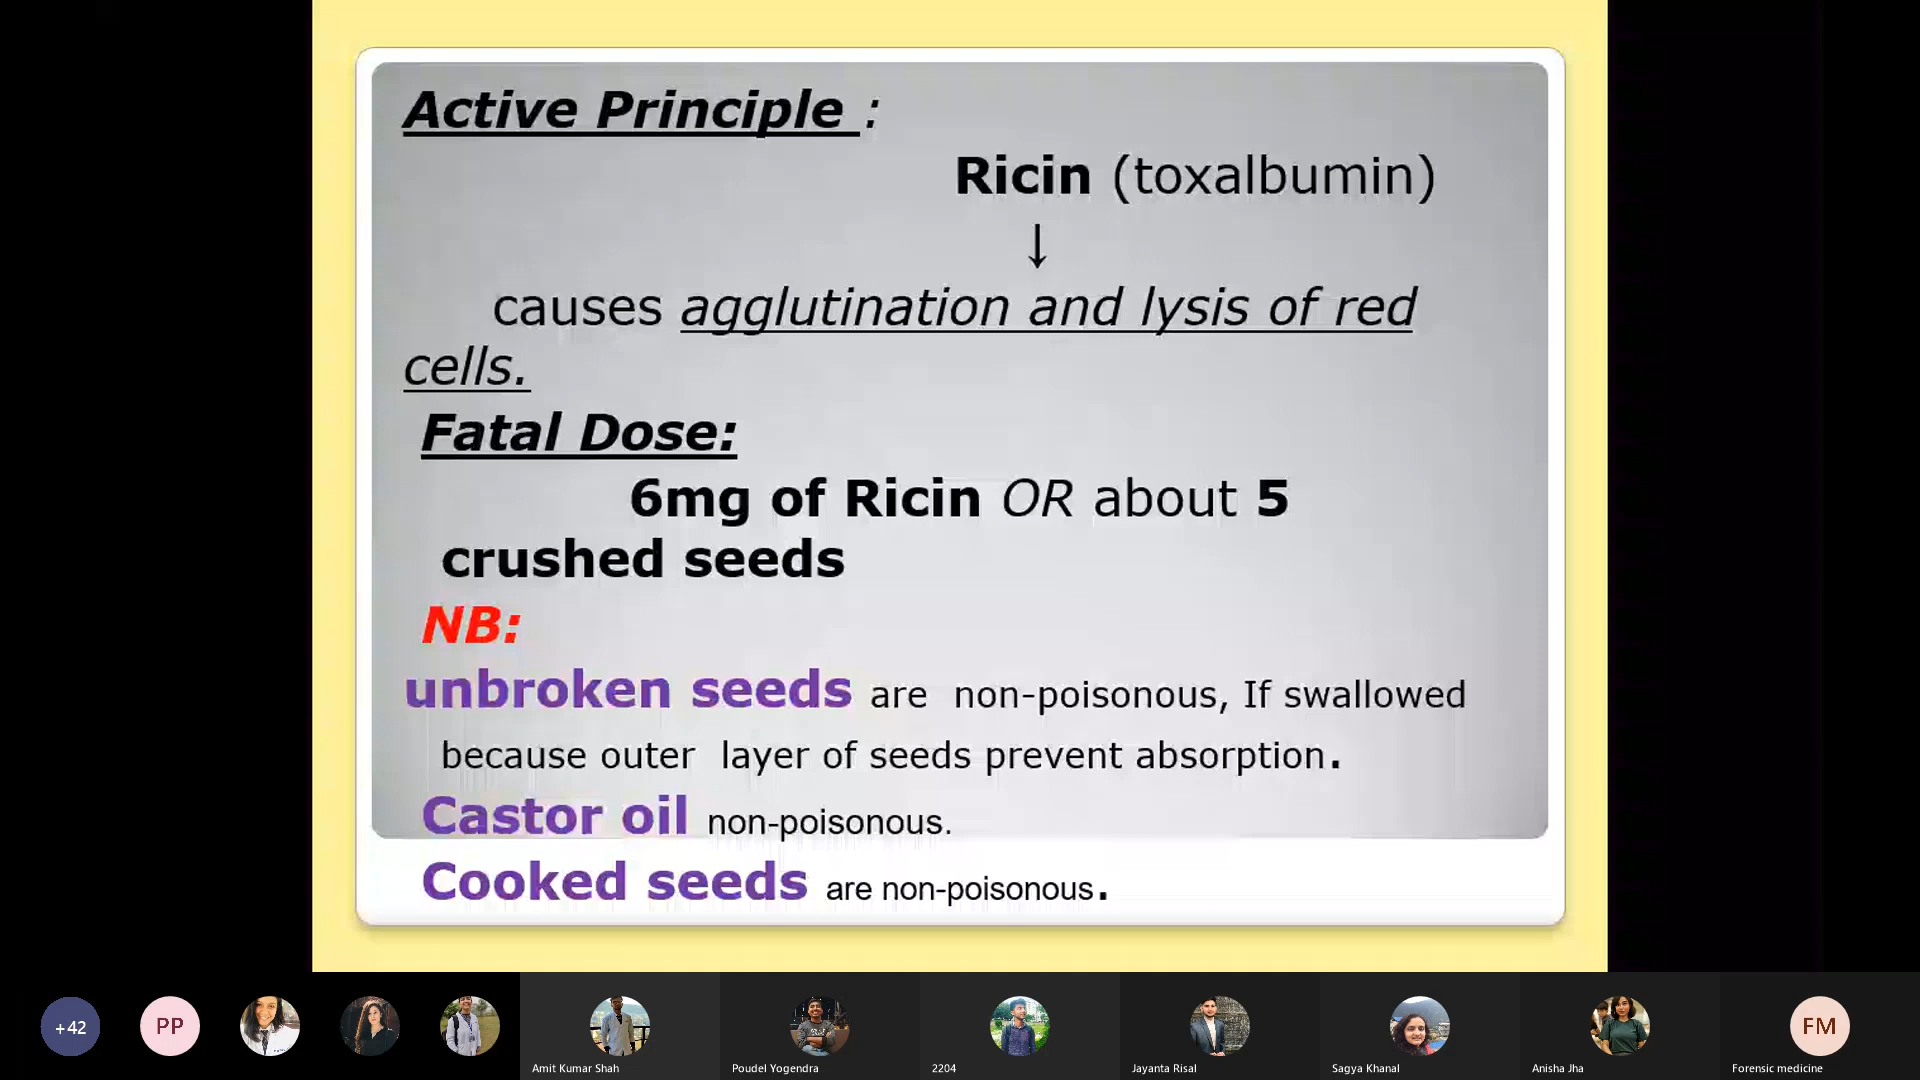 Active Principle :
Ricin (toxalbumin)
↓
causes agglutination and lysis of red
cells.
Fatal Dose:
6mg of Ricin OR about 5
crushed seeds
NB:
unbroken seeds are non-poisonous, If swallowed
because outer layer of seeds prevent absorption.
Castor oil non-poisonous.
Cooked seeds are non-poisonous.
+42
PP
FM
Amit Kumar Shah
Poudel Yogendra
2204
Jayanta Risal
Sagya Khanal
Anisha Jha
Forensic medicine